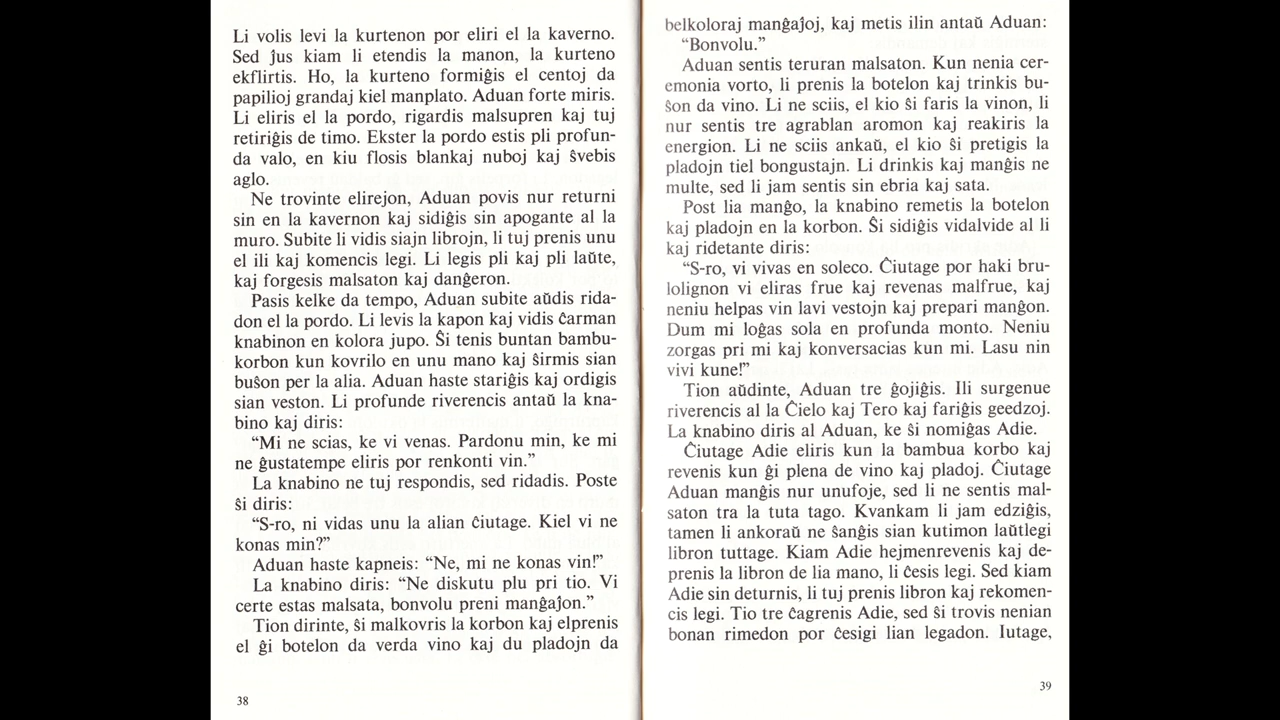 Li volis levi la kurtenon por eliri el la kaverno.
Sed ĵus kiam li etendis la manon, la kurteno
ekflirtis. Ho, la kurteno formiĝis el centoj da
papilioj grandaj kiel manplato. Aduan forte miris.
Li eliris el la pordo, rigardis malsupren kaj tuj
retiriĝis de timo. Ekster la pordo estis pli profun-
da valo, en kiu flosis blankaj nuboj kaj ŝvebis
aglo.
Ne trovinte elirejon, Aduan povis nur returni
sin en la kavernon kaj sidiĝis sin apogante al la
muro. Subite li vidis siajn librojn, li tuj prenis unu
el ili kaj komencis legi. Li legis pli kaj pli laŭte,
kaj forgesis malsaton kaj danĝeron.
Pasis kelke da tempo, Aduan subite aŭdis rida-
don el la pordo. Li levis la kapon kaj vidis ĉarman
knabinon en kolora jupo. Ŝi tenis buntan bambu-
korbon kun kovrilo en unu mano kaj ŝirmis sian
buŝon per la alia. Aduan haste stariĝis kaj ordigis
sian veston. Li profunde riverencis antaŭ la kna-
bino kaj diris:
“Mi ne scias, ke vi venas. Pardonu min, ke mi
ne ĝustatempe eliris por renkonti vin.”
La knabino ne tuj respondis, sed ridadis. Poste
ŝi diris:
“S-ro, ni vidas unu la alian ĉiutage. Kiel vi ne
konas min?”
Aduan haste kapneis: “Ne, mi ne konas vin!”
La knabino diris: “Ne diskutu plu pri tio. Vi
certe estas malsata, bonvolu preni manĝaĵon.”
Tion dirinte, ŝi malkovris la korbon kaj elprenis
el ĝi botelon da verda vino kaj du pladojn da
38
belkoloraj manĝaĵoj, kaj metis ilin antaŭ Aduan:
“Bonvolu.”
Aduan sentis teruran malsaton. Kun nenia cer-
emonia vorto, li prenis la botelon kaj trinkis bu-
ŝon da vino. Li ne sciis, el kio ŝi faris la vinon, li
nur sentis tre agrablan aromon kaj reakiris la
energion. Li ne sciis ankaŭ, el kio ŝi pretigis la
pladojn tiel bongustajn. Li drinkis kaj manĝis ne
multe, sed li jam sentis sin ebria kaj sata.
Post lia manĝo, la knabino remetis la botelon
kaj pladojn en la korbon. Ŝi sidiĝis vidalvide al li
kaj ridetante diris:
“S-ro, vi vivas en soleco. Ĉiutage por haki bru-
lolignon vi eliras frue kaj revenas malfrue, kaj
neniu helpas vin lavi vestojn kaj prepari manĝon.
Dum mi loĝas sola en profunda monto. Neniu
zorgas pri mi kaj konversacias kun mi. Lasu nin
vivi kune!”
Tion aŭdinte, Aduan tre ĝojiĝis. Ili surgenue
riverencis al la Ĉielo kaj Tero kaj fariĝis geedzoj.
La knabino diris al Aduan, ke ŝi nomiĝas Adie.
Ĉiutage Adie eliris kun la bambua korbo kaj
revenis kun ĝi plena de vino kaj pladoj. Ĉiutage
Aduan manĝis nur unufoje, sed li ne sentis mal-
saton tra la tuta tago. Kvankam li jam edziĝis,
tamen li ankoraŭ ne ŝanĝis sian kutimon laŭtlegi
libron tuttage. Kiam Adie hejmenrevenis kaj de-
prenis la libron de lia mano, li ĉesis legi. Sed kiam
Adie sin deturnis, li tuj prenis libron kaj rekomen-
cis legi. Tio tre ĉagrenis Adie, sed ŝi trovis nenian
bonan rimedon por ĉesigi lian legadon. Iutage,
39